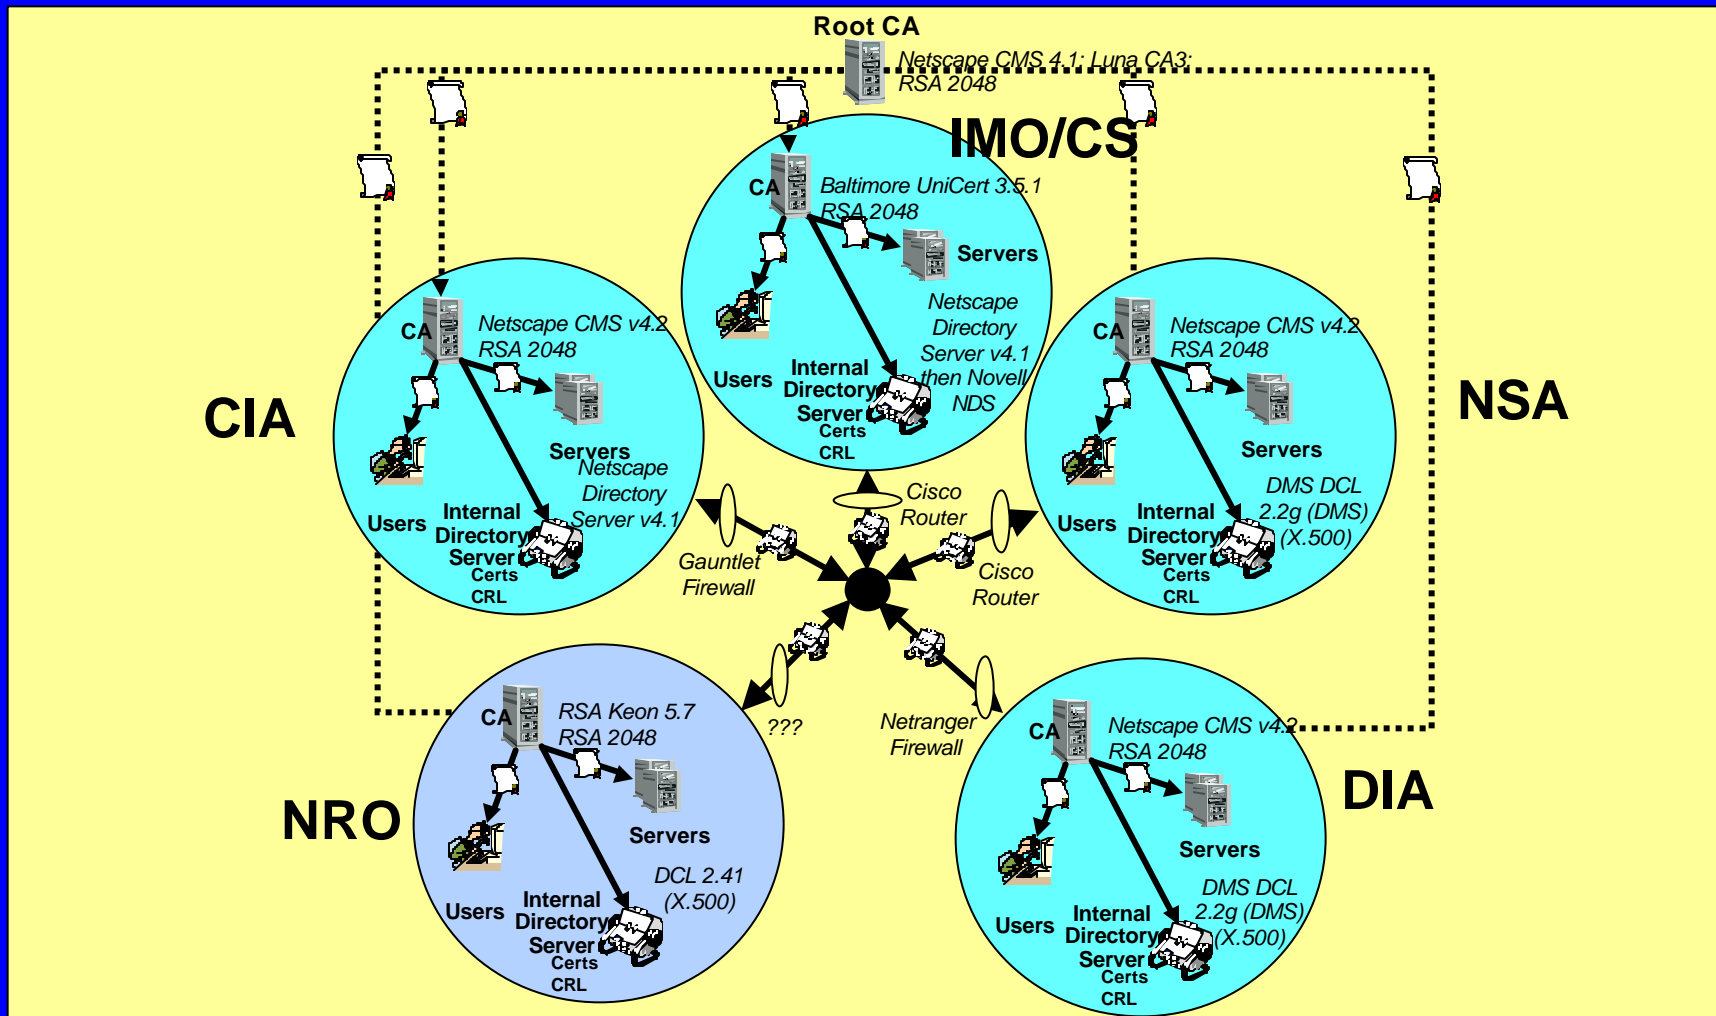 Root CA
Netscape CMS 4.1; Luna CA3;
RSA 2048
IMO/CS
CA
Baltimore UniCert 3.5.1
RSA 2048
Servers
Netscape
Directory
Server v4.1
then Novell
NDS
Users
Internal
Directory
Server
Certs
CRL
CIA
CA
Netscape CMS v4.2
RSA 2048
Servers
Netscape
Directory
Server v4.1
Users
Internal
Directory
Server
Certs
CRL
NSA
CA
Netscape CMS v4.2
RSA 2048
Servers
DMS DCL
2.2g (DMS)
(X.500)
Users
Internal
Directory
Server
Certs
CRL
Gauntlet
Firewall
Cisco
Router
Cisco
Router
???
Netranger
Firewall
NRO
CA
RSA Keon 5.7
RSA 2048
Servers
DCL 2.41
(X.500)
Users
Internal
Directory
Server
Certs
CRL
DIA
CA
Netscape CMS v4.2
RSA 2048
Servers
DMS DCL
2.2g (DMS)
(X.500)
Users
Internal
Directory
Server
Certs
CRL